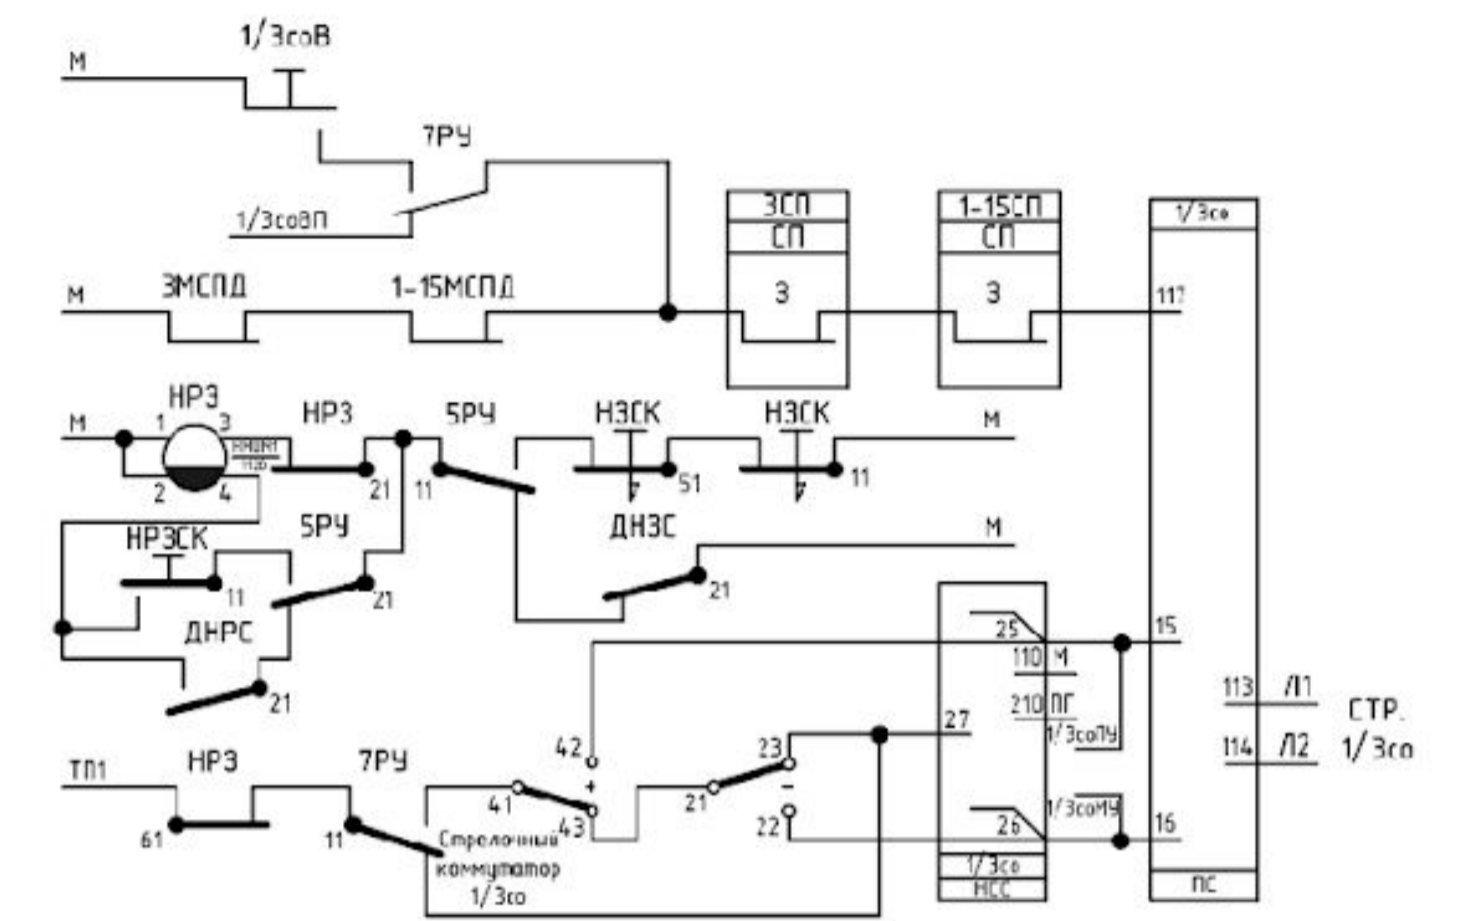 1/3соВ
М
7РУ
1/3соВП
3СП
СП
1-15СП
СП
1/3со
М
3МСПД
1-15МСПД
З
З
117
НРЗ
НРЗ
5РУ
НЗСК
НЗСК
М
М
1
3
2
4
21
11
51
11
НРЗСК
5РУ
ДНЗС
М
11
21
21
ДНРС
21
25
15
110 М
210 ПГ
1/3соПУ
113 Л1
114 Л2
СТР.
1/3со
27
ТП1
НРЗ
7РУ
42
23
41
+
43
21
-
22
61
11
Стрелочный
коммутатор
1/3со
1/3соМУ
26
16
1/3со
НСС
ПС